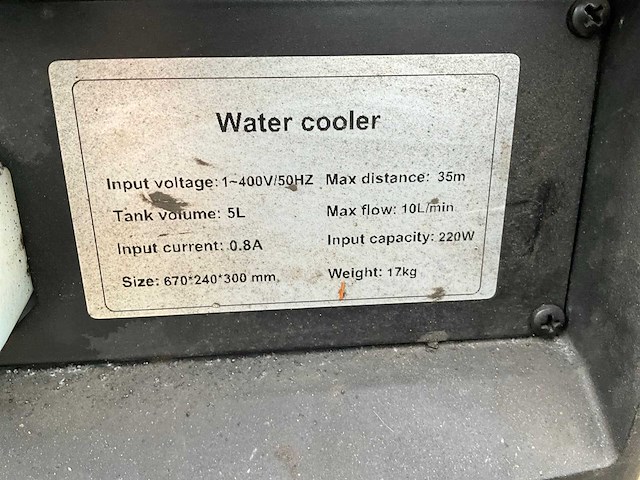 Water cooler
Input voltage: 1~400V/50HZ Max distance: 35m
Tank volume: 5L Max flow: 10L/min
Input current: 0.8A Input capacity: 220W
Size: 670*240*300 mm Weight: 17kg